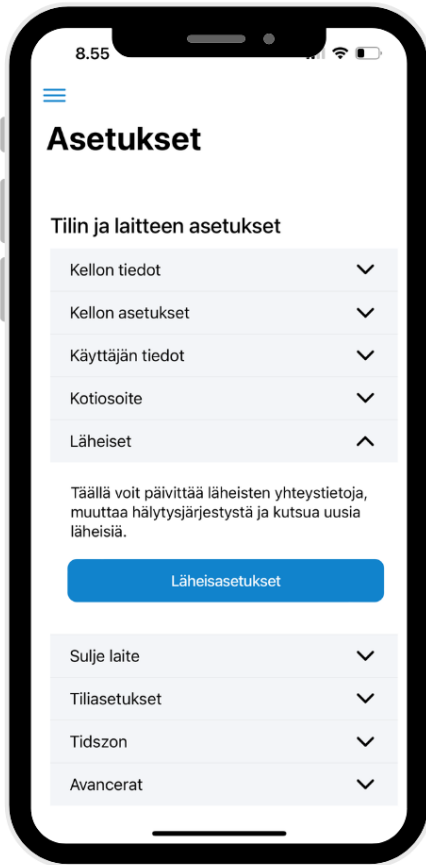 8.55
Asetukset
Tilin ja laitteen asetukset
Kellon tiedot
Kellon asetukset
Käyttäjän tiedot
Kotiosoite
Läheiset
Täällä voit päivittää läheisten yhteystietoja,
muuttaa hälytysjärjestystä ja kutsua uusia
läheisiä.
Läheisasetukset
Sulje laite
Tiliasetukset
Tidszon
Avancerat